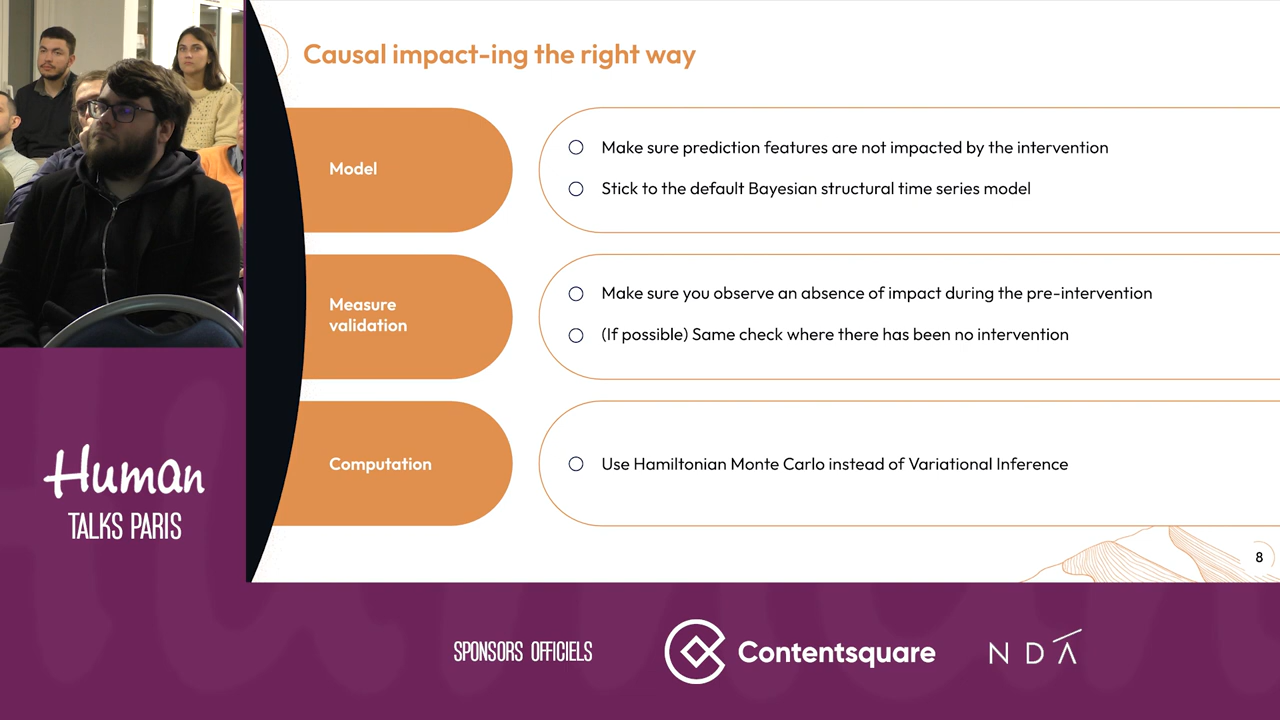 Causal impact-ing the right way
Model
Make sure prediction features are not impacted by the intervention
Stick to the default Bayesian structural time series model
Measure
validation
Make sure you observe an absence of impact during the pre-intervention
(If possible) Same check where there has been no intervention
Computation
Use Hamiltonian Monte Carlo instead of Variational Inference
8
Human
TALKS PARIS
SPONSORS OFFICIELS
Contentsquare
NDA